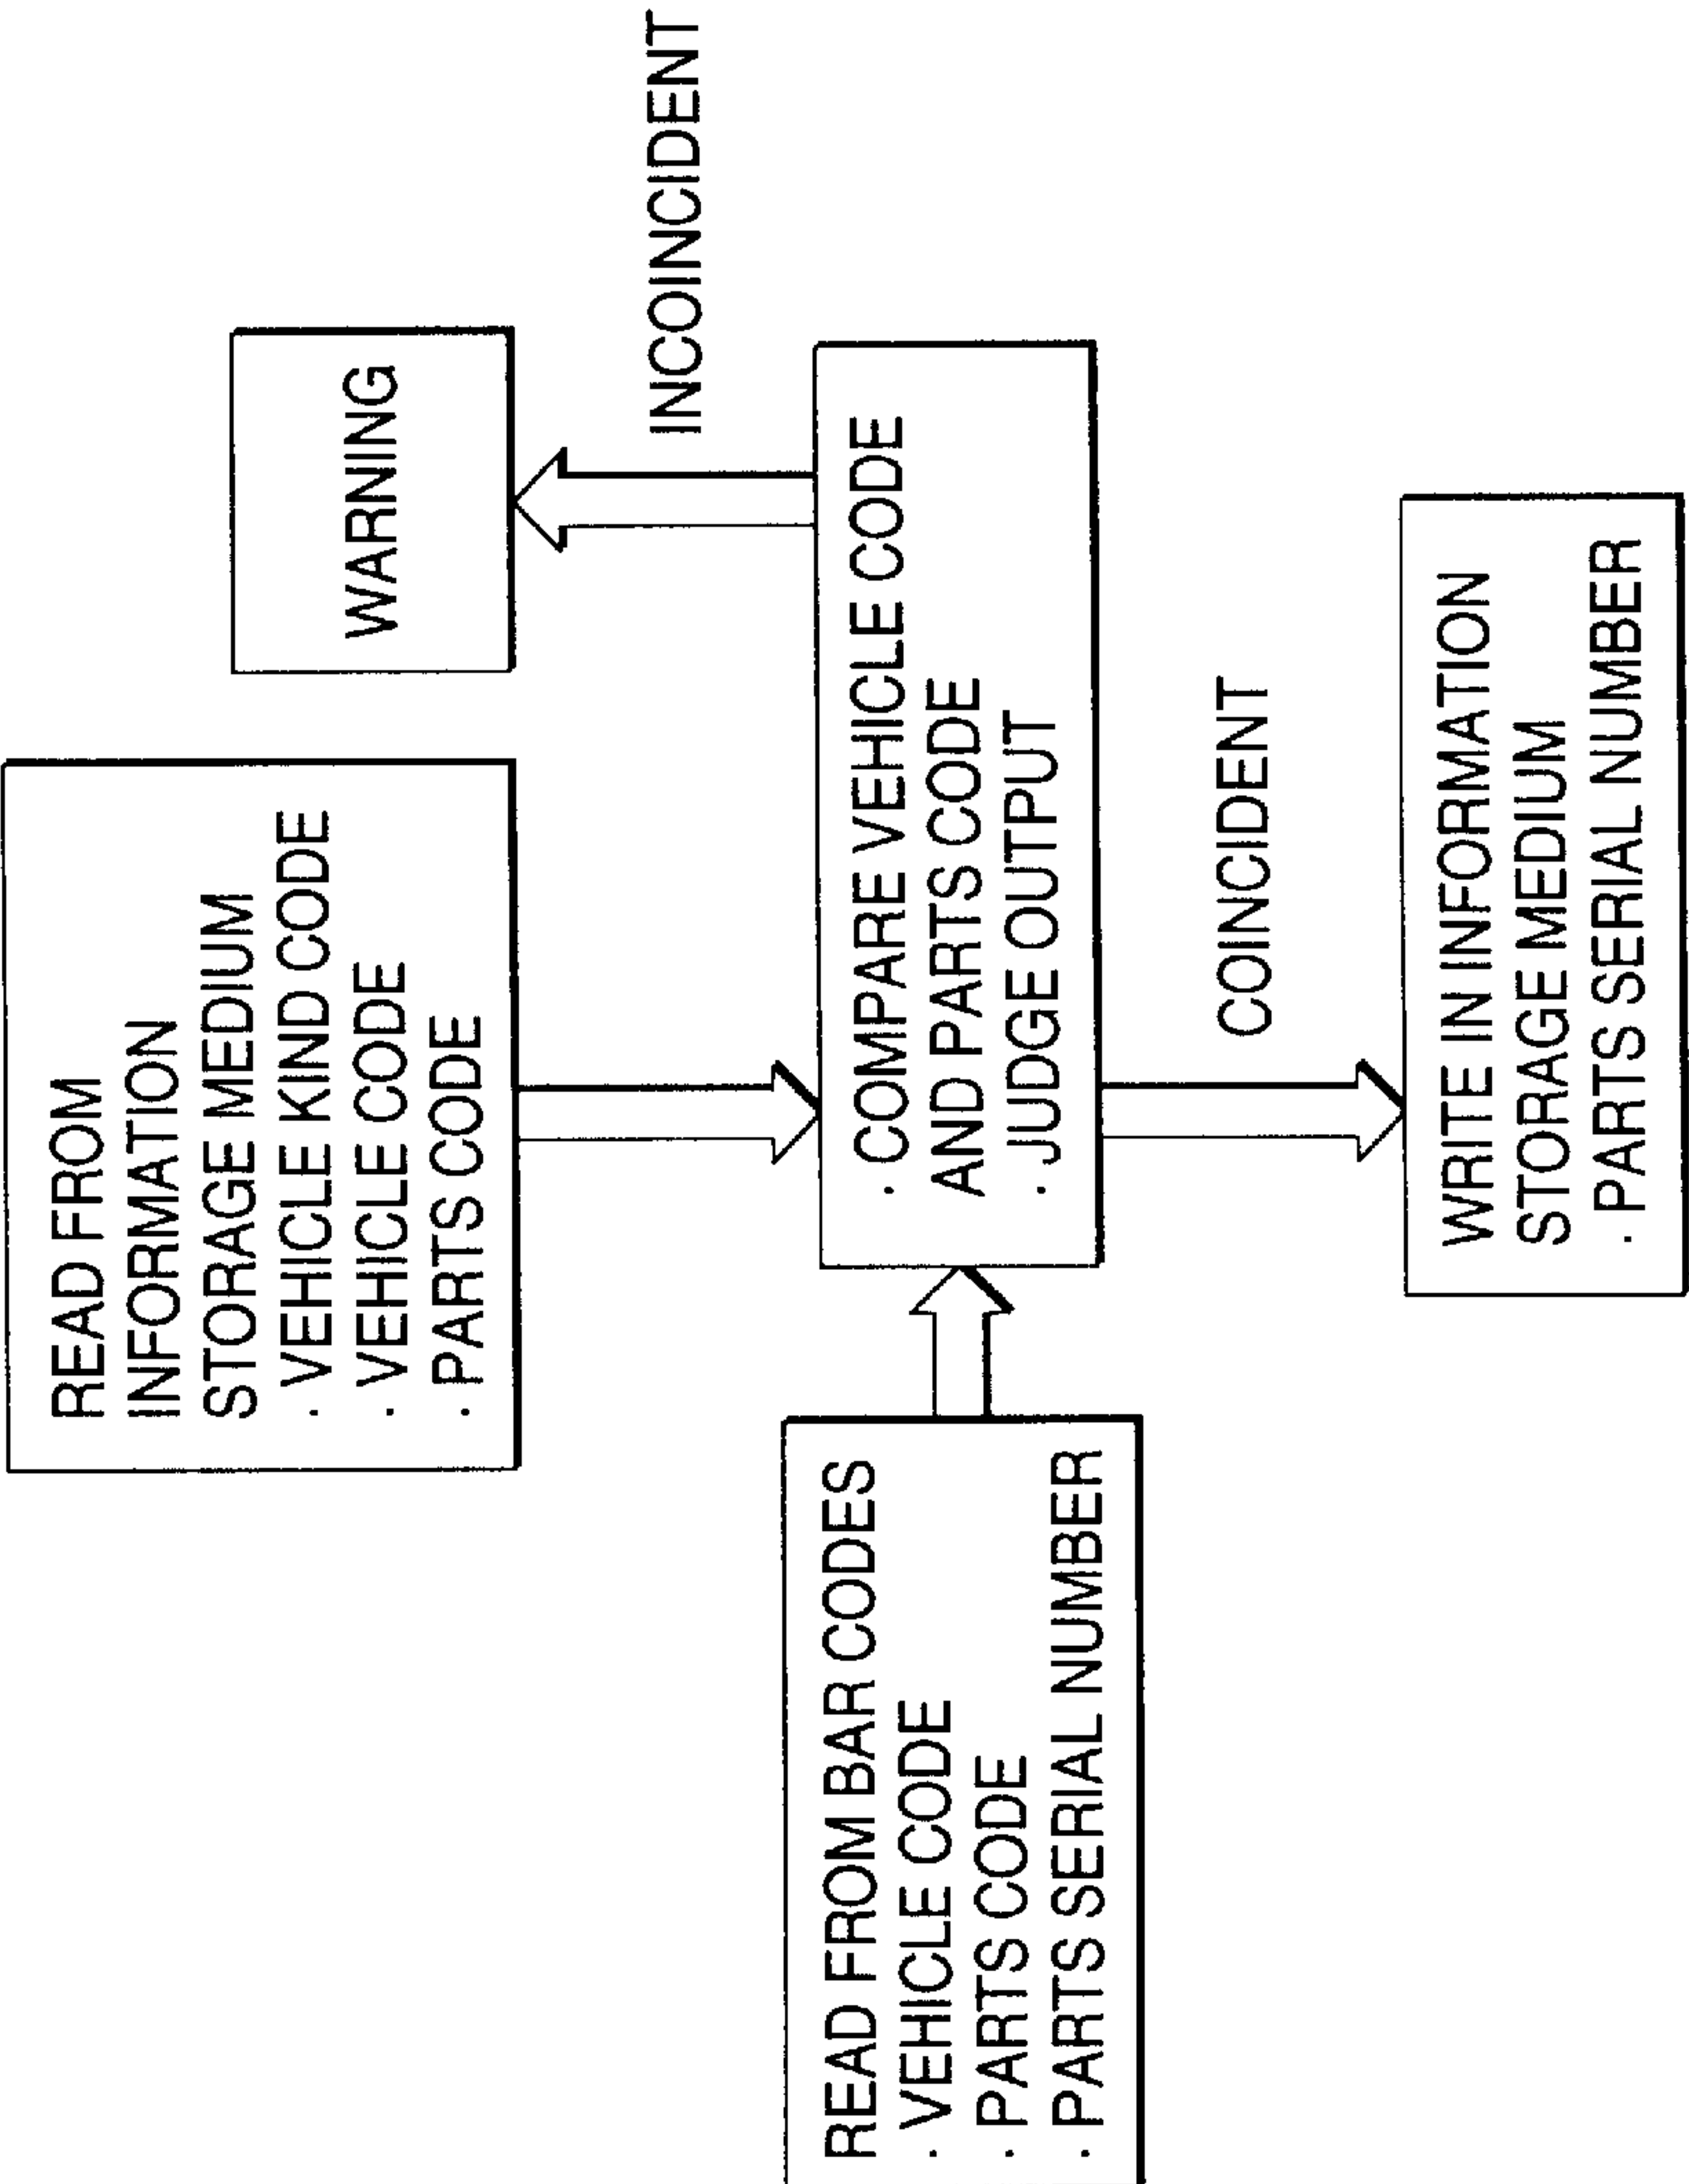 READ FROM
INFORMATION
STORAGE MEDIUM
· VEHICLE KIND CODE
· VEHICLE CODE
· PARTS CODE
WARNING
INCOINCIDENT
READ FROM BAR CODES
· VEHICLE CODE
· PARTS CODE
· PARTS SERIAL NUMBER
· COMPARE VEHICLE CODE
AND PARTS CODE
· JUDGE OUTPUT
COINCIDENT
WRITE IN INFORMATION
STORAGE MEDIUM
· PARTS SERIAL NUMBER